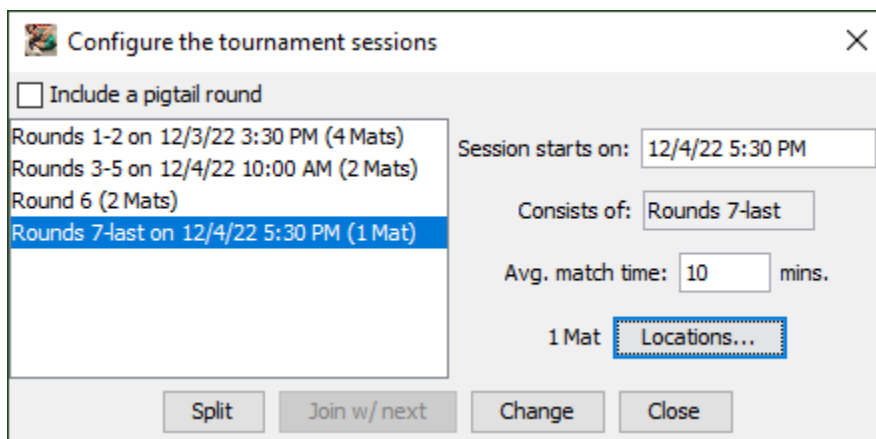 Configure the tournament sessions
Include a pigtail round
Rounds 1-2 on 12/3/22 3:30 PM (4 Mats)
Rounds 3-5 on 12/4/22 10:00 AM (2 Mats)
Round 6 (2 Mats)
Rounds 7-last on 12/4/22 5:30 PM (1 Mat)
Session starts on: 12/4/22 5:30 PM
Consists of: Rounds 7-last
Avg. match time: 10 mins.
1 Mat Locations...
Split Join w/ next Change Close